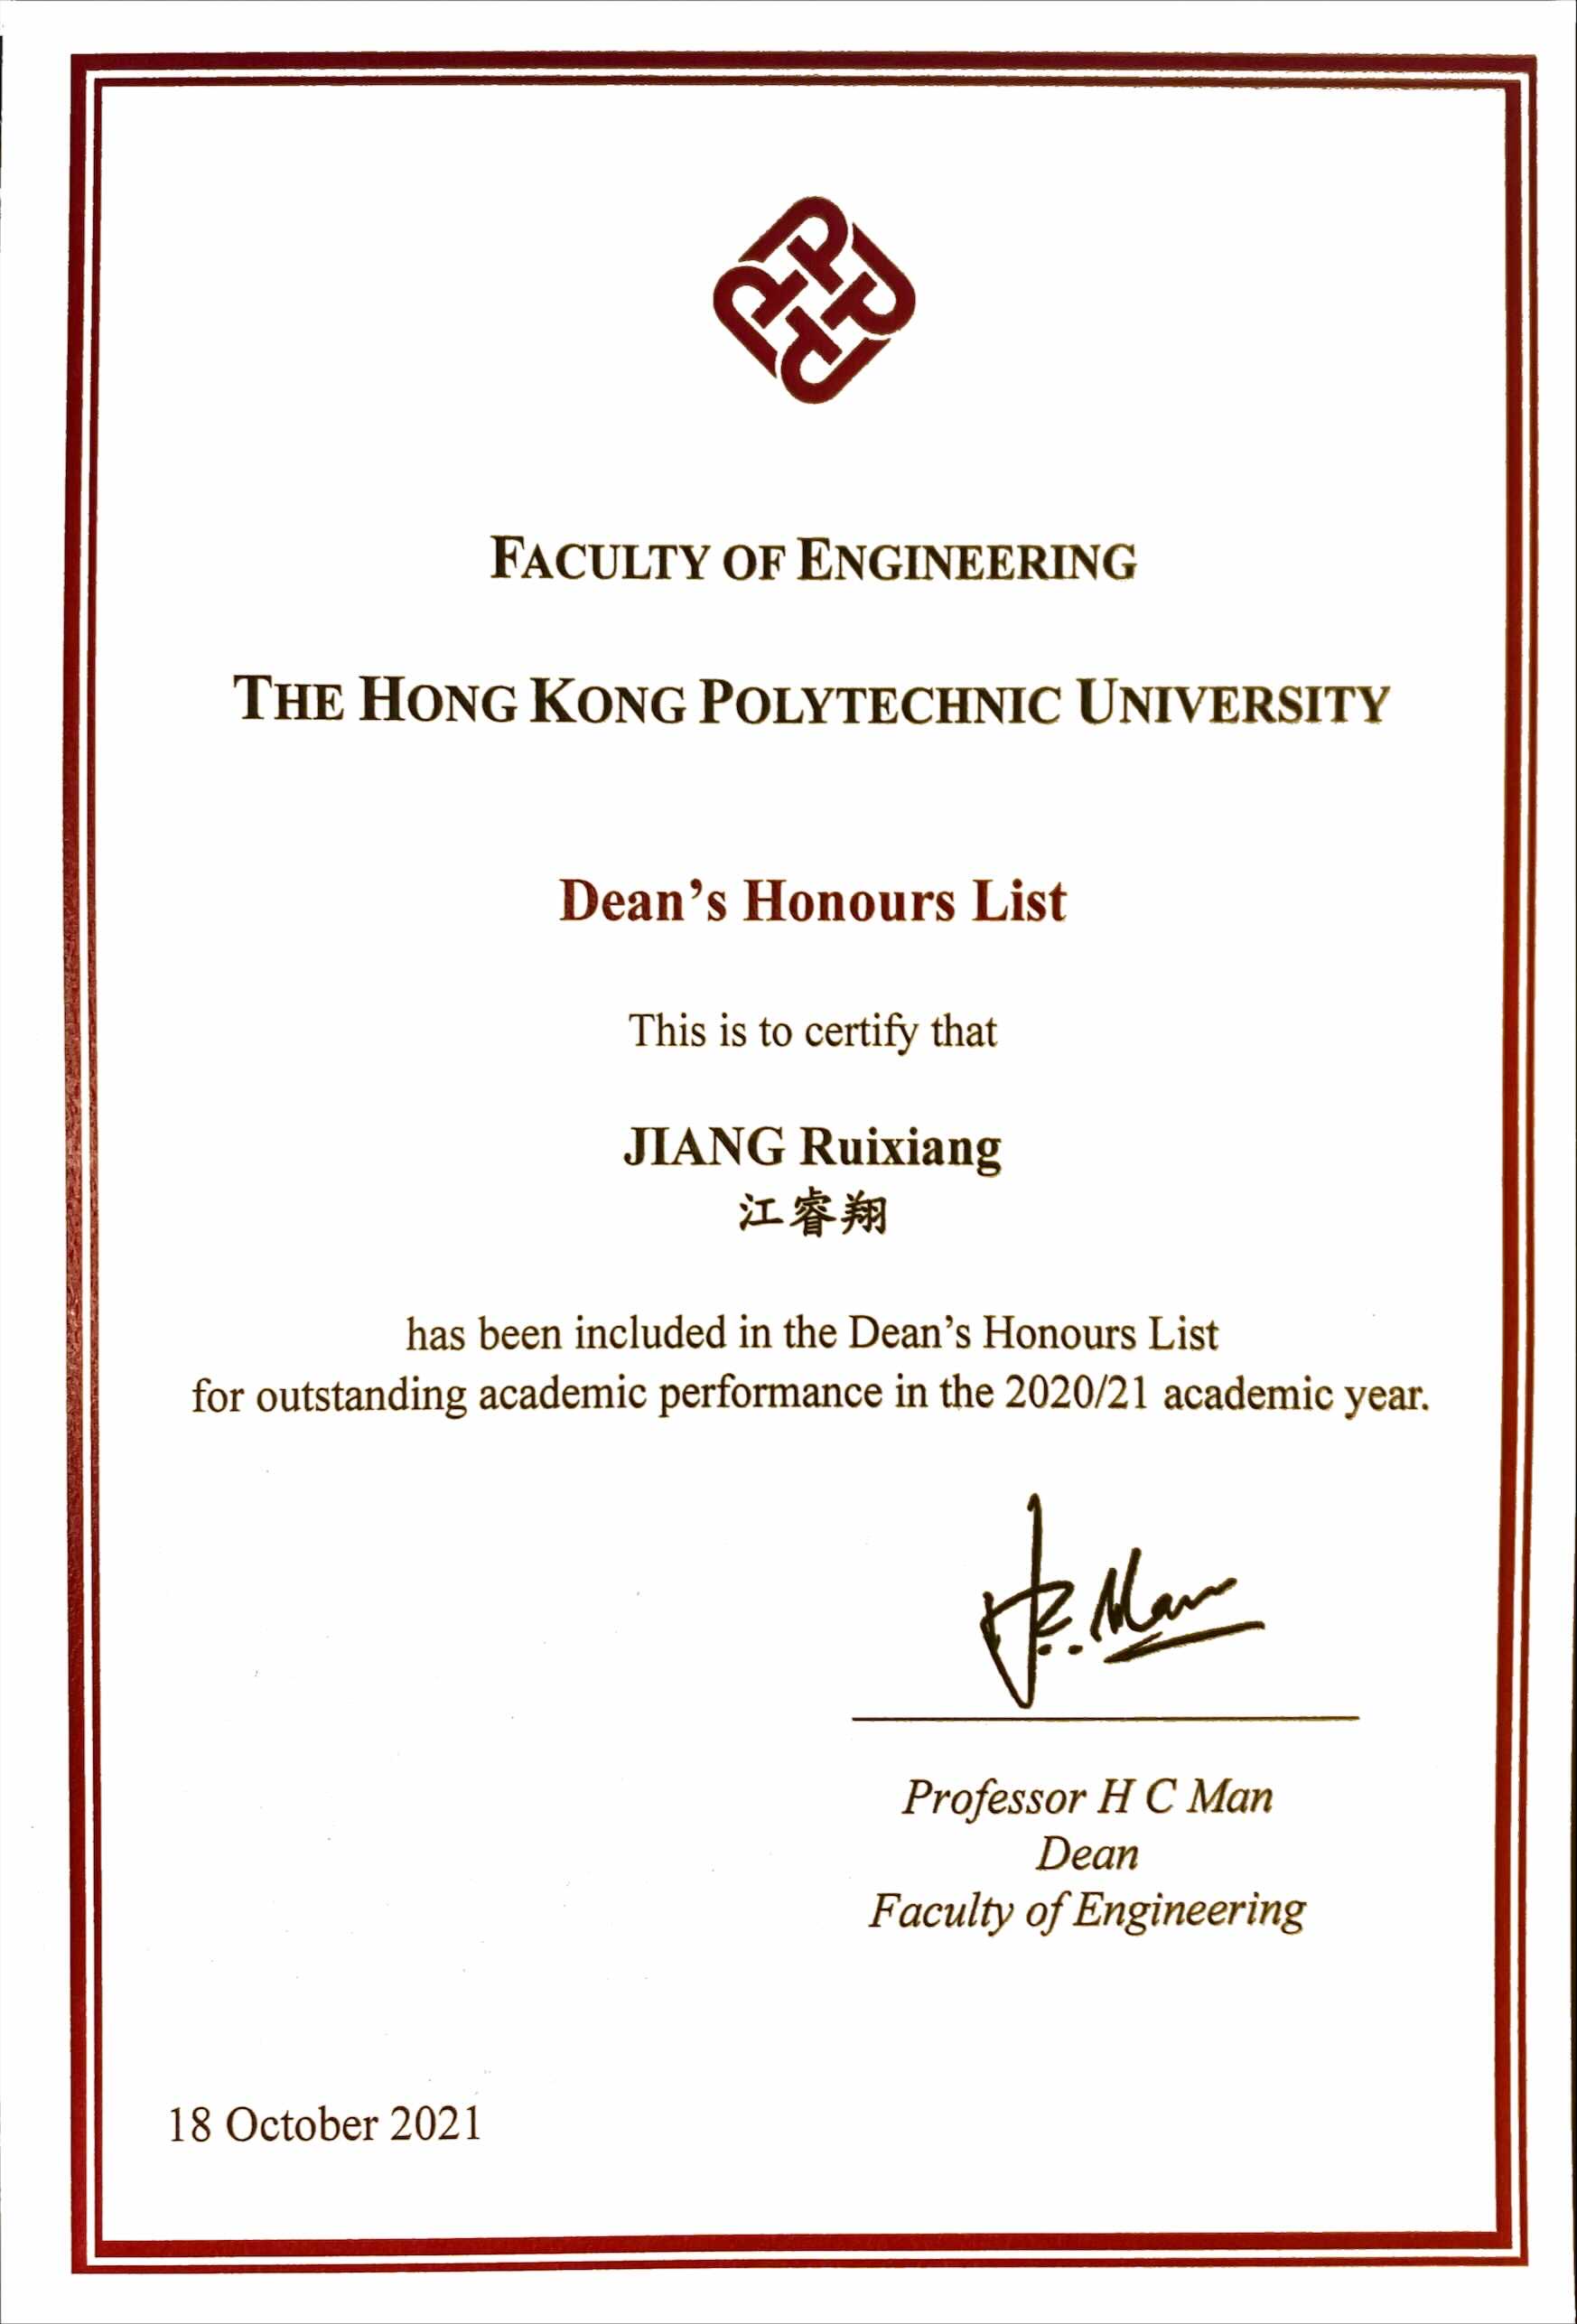 FACULTY OF ENGINEERING
THE HONG KONG POLYTECHNIC UNIVERSITY
Dean’s Honours List
This is to certify that
JIANG Ruixiang
江睿翔
has been included in the Dean’s Honours List
for outstanding academic performance in the 2020/21 academic year.
H.C. Man
Professor H C Man
Dean
Faculty of Engineering
18 October 2021